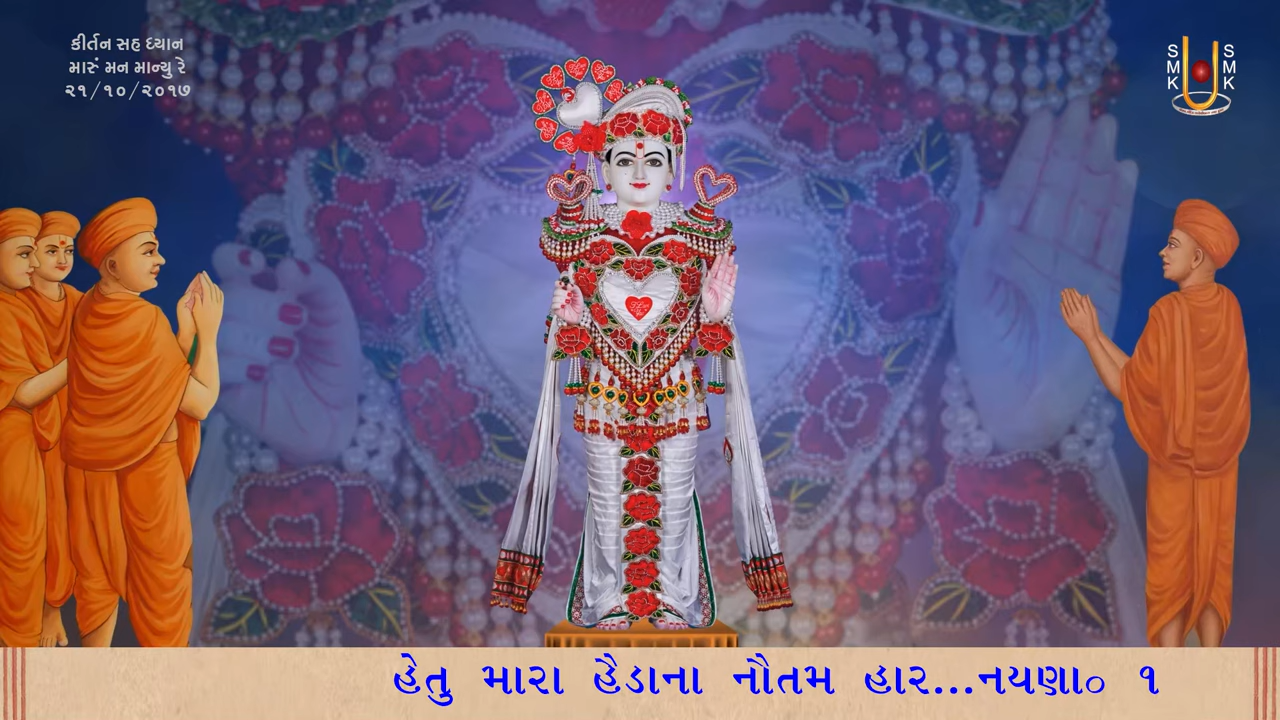 કીર્તન સહ ધ્યાન
મારું મન માન્યુ રે
૨૧/૧૦/૨૦૧૭
SMK
SMK
હેતુ મારા હૈડાના નૌતમ હાર...નયણા૦ ૧